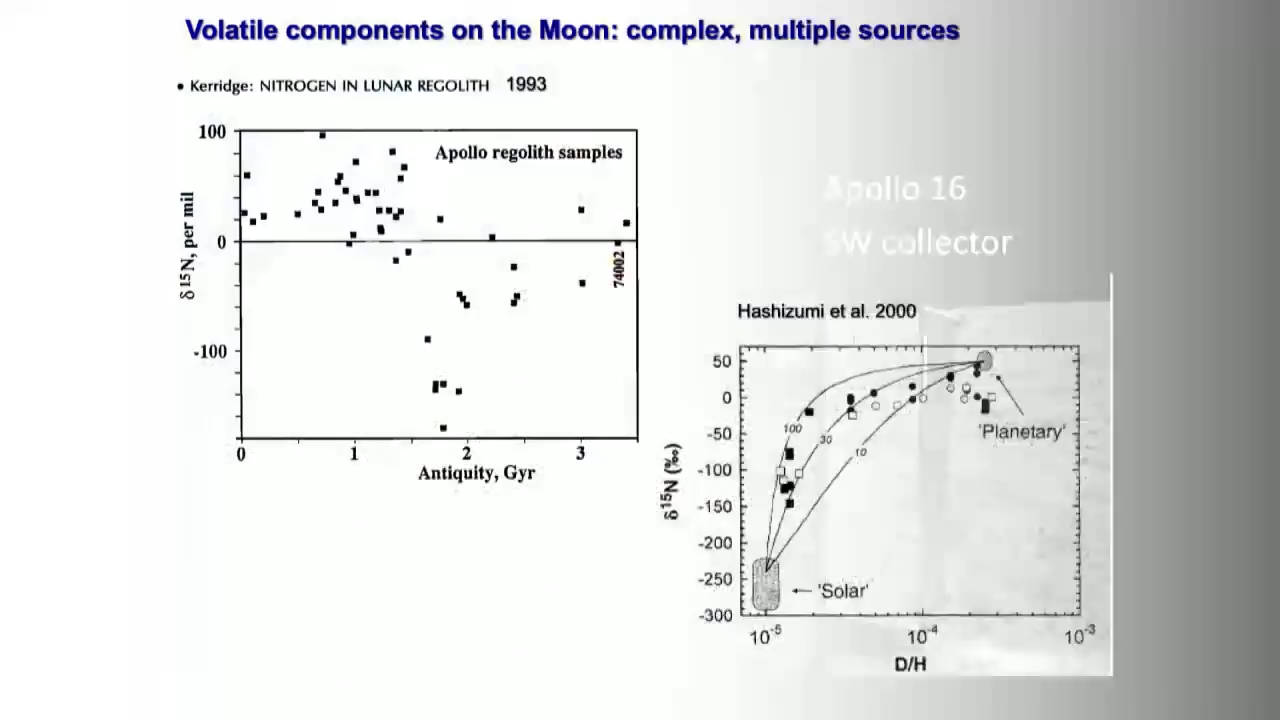 Volatile components on the Moon: complex, multiple sources
• Kerridge: NITROGEN IN LUNAR REGOLITH 1993
Apollo regolith samples
100
0
-100
δ¹⁵N, per mil
74002
0 1 2 3
Antiquity, Gyr
Apollo 16
SW collector
Hashizumi et al. 2000
50
0
-50
-100
-150
-200
-250
-300
δ¹⁵N (‰)
100
30
10
'Planetary'
'Solar'
10⁻⁵ 10⁻⁴ 10⁻³
D/H